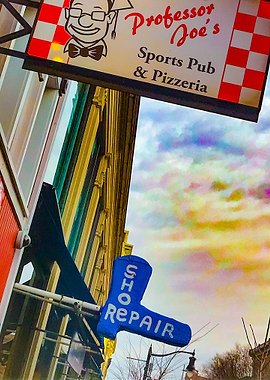 Professor
Joe's
Sports Pub
& Pizzeria
SHOE
REPAIR